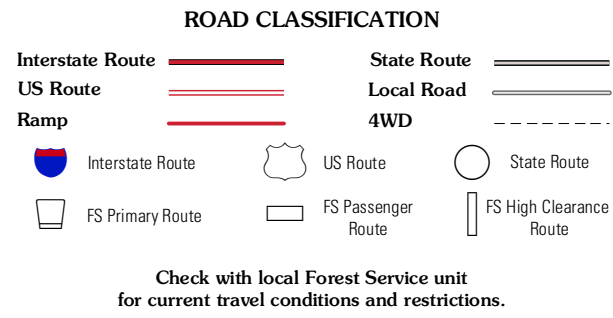 ROAD CLASSIFICATION
Interstate Route
State Route
US Route
Local Road
Ramp
4WD
Interstate Route
US Route
State Route
FS Primary Route
FS Passenger
Route
FS High Clearance
Route
Check with local Forest Service unit
for current travel conditions and restrictions.